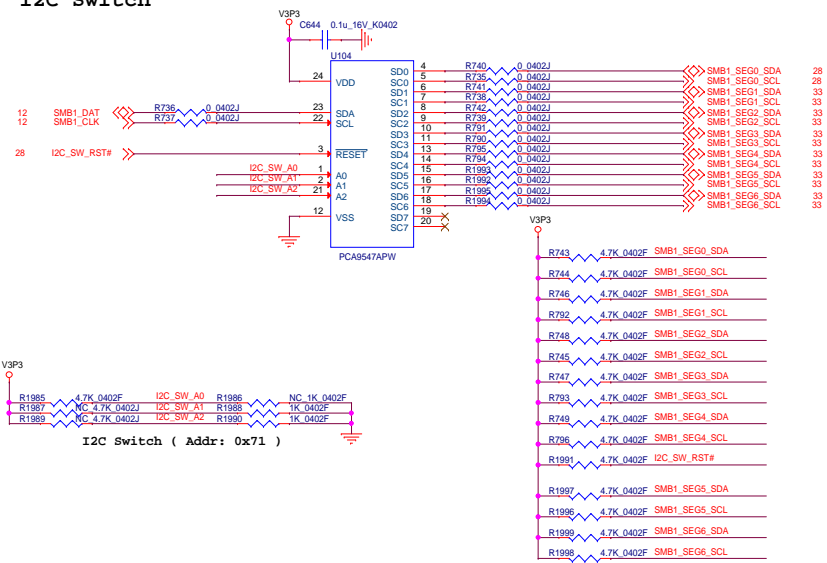 I2C Switch
V3P3
C644 0.1u_16V_K0402
U104
24 VDD
23 SDA
22 SCL
3 RESET
1 A0
2 A1
21 A2
12 VSS
SD0 4
SC0 5
SD1 6
SC1 7
SD2 8
SC2 9
SD3 10
SC3 11
SD4 13
SC4 14
SD5 15
SC5 16
SD6 17
SC6 18
SD7 19
SC7 20
PCA9547APW
12 SMB1_DAT R736 0_0402J
12 SMB1_CLK R737 0_0402J
28 I2C_SW_RST#
I2C_SW_A0
I2C_SW_A1
I2C_SW_A2
R740 0_0402J SMB1_SEG0_SDA 28
R735 0_0402J SMB1_SEG0_SCL 28
R741 0_0402J SMB1_SEG1_SDA 33
R738 0_0402J SMB1_SEG1_SCL 33
R742 0_0402J SMB1_SEG2_SDA 33
R739 0_0402J SMB1_SEG2_SCL 33
R791 0_0402J SMB1_SEG3_SDA 33
R790 0_0402J SMB1_SEG3_SCL 33
R795 0_0402J SMB1_SEG4_SDA 33
R794 0_0402J SMB1_SEG4_SCL 33
R1993 0_0402J SMB1_SEG5_SDA 33
R1992 0_0402J SMB1_SEG5_SCL 33
R1995 0_0402J SMB1_SEG6_SDA 33
R1994 0_0402J SMB1_SEG6_SCL 33
V3P3
R743 4.7K_0402F SMB1_SEG0_SDA
R744 4.7K_0402F SMB1_SEG0_SCL
R746 4.7K_0402F SMB1_SEG1_SDA
R792 4.7K_0402F SMB1_SEG1_SCL
R748 4.7K_0402F SMB1_SEG2_SDA
R745 4.7K_0402F SMB1_SEG2_SCL
R747 4.7K_0402F SMB1_SEG3_SDA
R793 4.7K_0402F SMB1_SEG3_SCL
R749 4.7K_0402F SMB1_SEG4_SDA
R796 4.7K_0402F SMB1_SEG4_SCL
R1991 4.7K_0402F I2C_SW_RST#
R1997 4.7K_0402F SMB1_SEG5_SDA
R1996 4.7K_0402F SMB1_SEG5_SCL
R1999 4.7K_0402F SMB1_SEG6_SDA
R1998 4.7K_0402F SMB1_SEG6_SCL
V3P3
R1985 4.7K_0402F I2C_SW_A0 R1986 NC_1K_0402F
R1987 NC_4.7K_0402J I2C_SW_A1 R1988 1K_0402F
R1989 NC_4.7K_0402J I2C_SW_A2 R1990 1K_0402F
I2C Switch ( Addr: 0x71 )